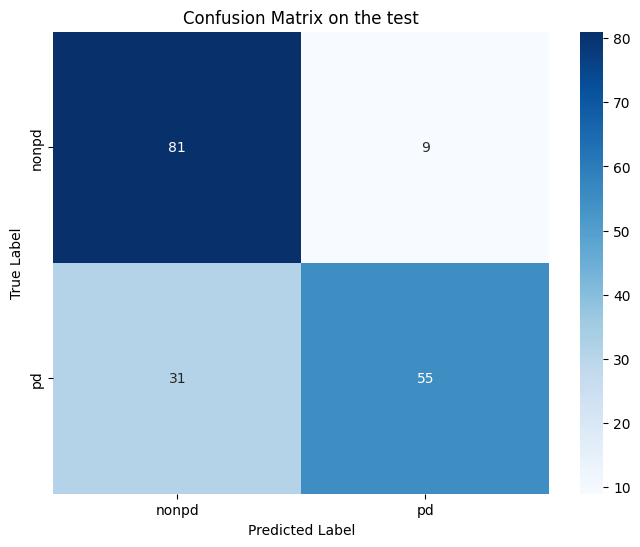 Confusion Matrix on the test
True Label
nonpd
81
9
pd
31
55
nonpd
pd
Predicted Label
80
70
60
50
40
30
20
10